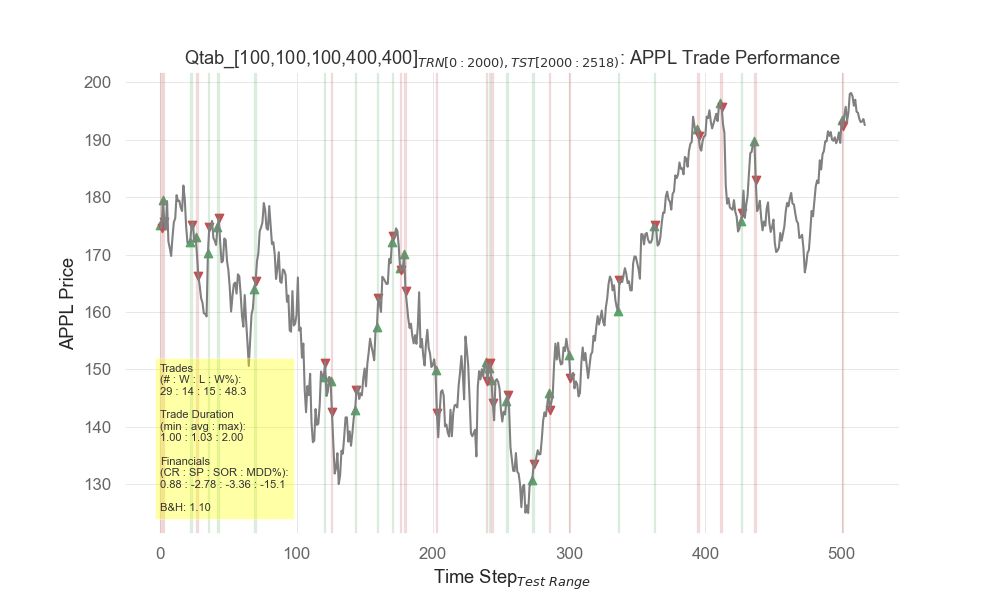 Qtab_[100,100,100,400,400]TRN[0 : 2000), TST[2000 : 2518): APPL Trade Performance
APPL Price
200
190
180
170
160
150
140
130
Trades
(# : W : L : W%):
29 : 14 : 15 : 48.3
Trade Duration
(min : avg : max):
1.00 : 1.03 : 2.00
Financials
(CR : SP : SOR : MDD%):
0.88 : -2.78 : -3.36 : -15.1
B&H: 1.10
0 100 200 300 400 500
Time StepTest Range